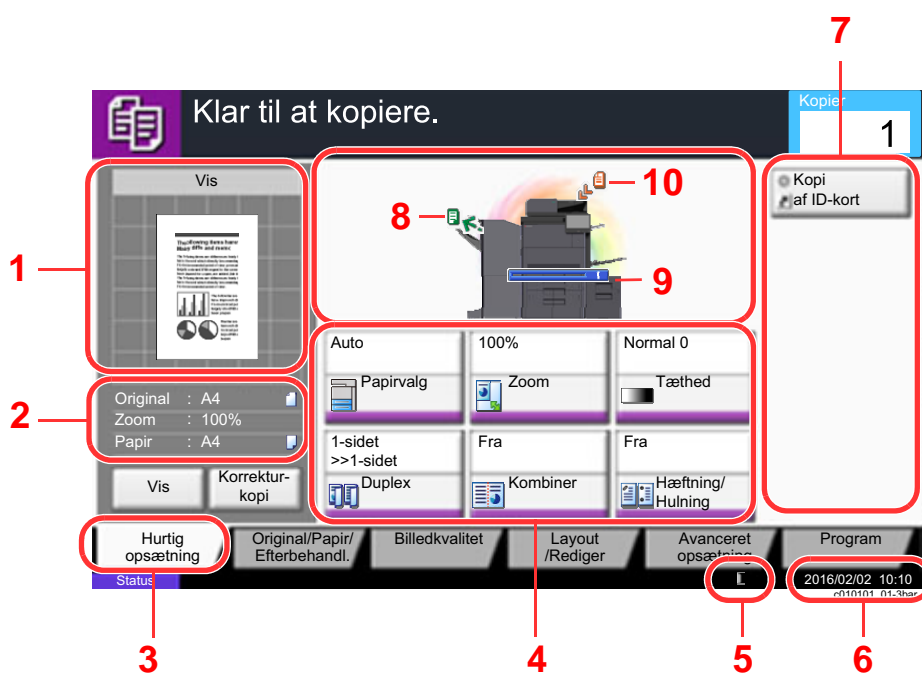 7
Klar til at kopiere.
Kopier
1
Vis
1
8
10
9
Kopi
af ID-kort
2
Original : A4
Zoom : 100%
Papir : A4
Vis
Korrektur-
kopi
Auto
Papirvalg
100%
Zoom
Normal 0
Tæthed
1-sidet
>>1-sidet
Duplex
Fra
Kombiner
Fra
Hæftning/
Hulning
Hurtig
opsætning
Original/Papir/
Efterbehandl.
Billedkvalitet
Layout
/Rediger
Avanceret
opsætning
Program
Status
2016/02/02 10:10
3
4
5
6